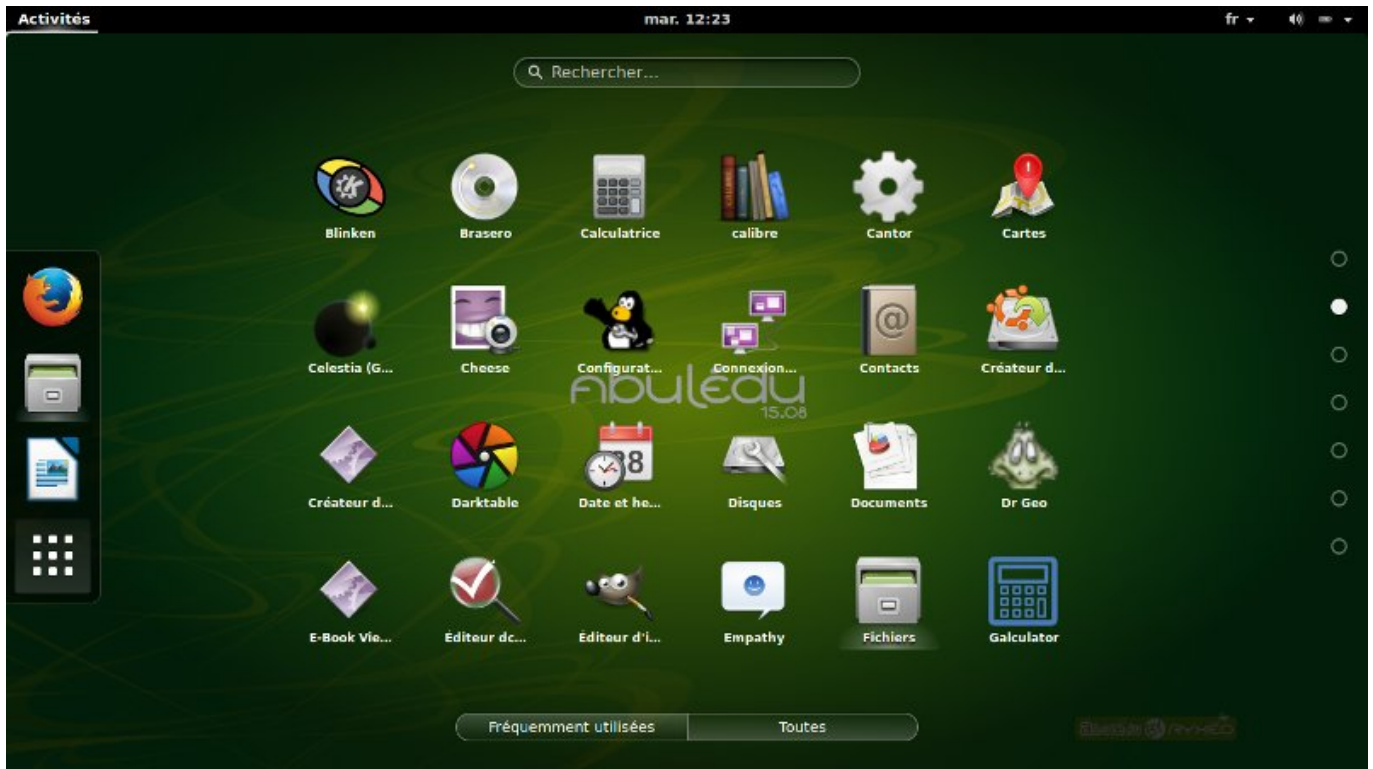 Activités
mar. 12:23
fr
Rechercher...
Blinken
Brasero
Calculatrice
calibre
Cantor
Cartes
Celestia (G...
Cheese
Configurat...
Connexion...
Contacts
Créateur d...
abulédu
15.08
Créateur d...
Darktable
Date et he...
Disques
Documents
Dr Geo
E-Book Vie...
Éditeur dc...
Éditeur d'i...
Empathy
Fichiers
Galculator
Fréquemment utilisées
Toutes